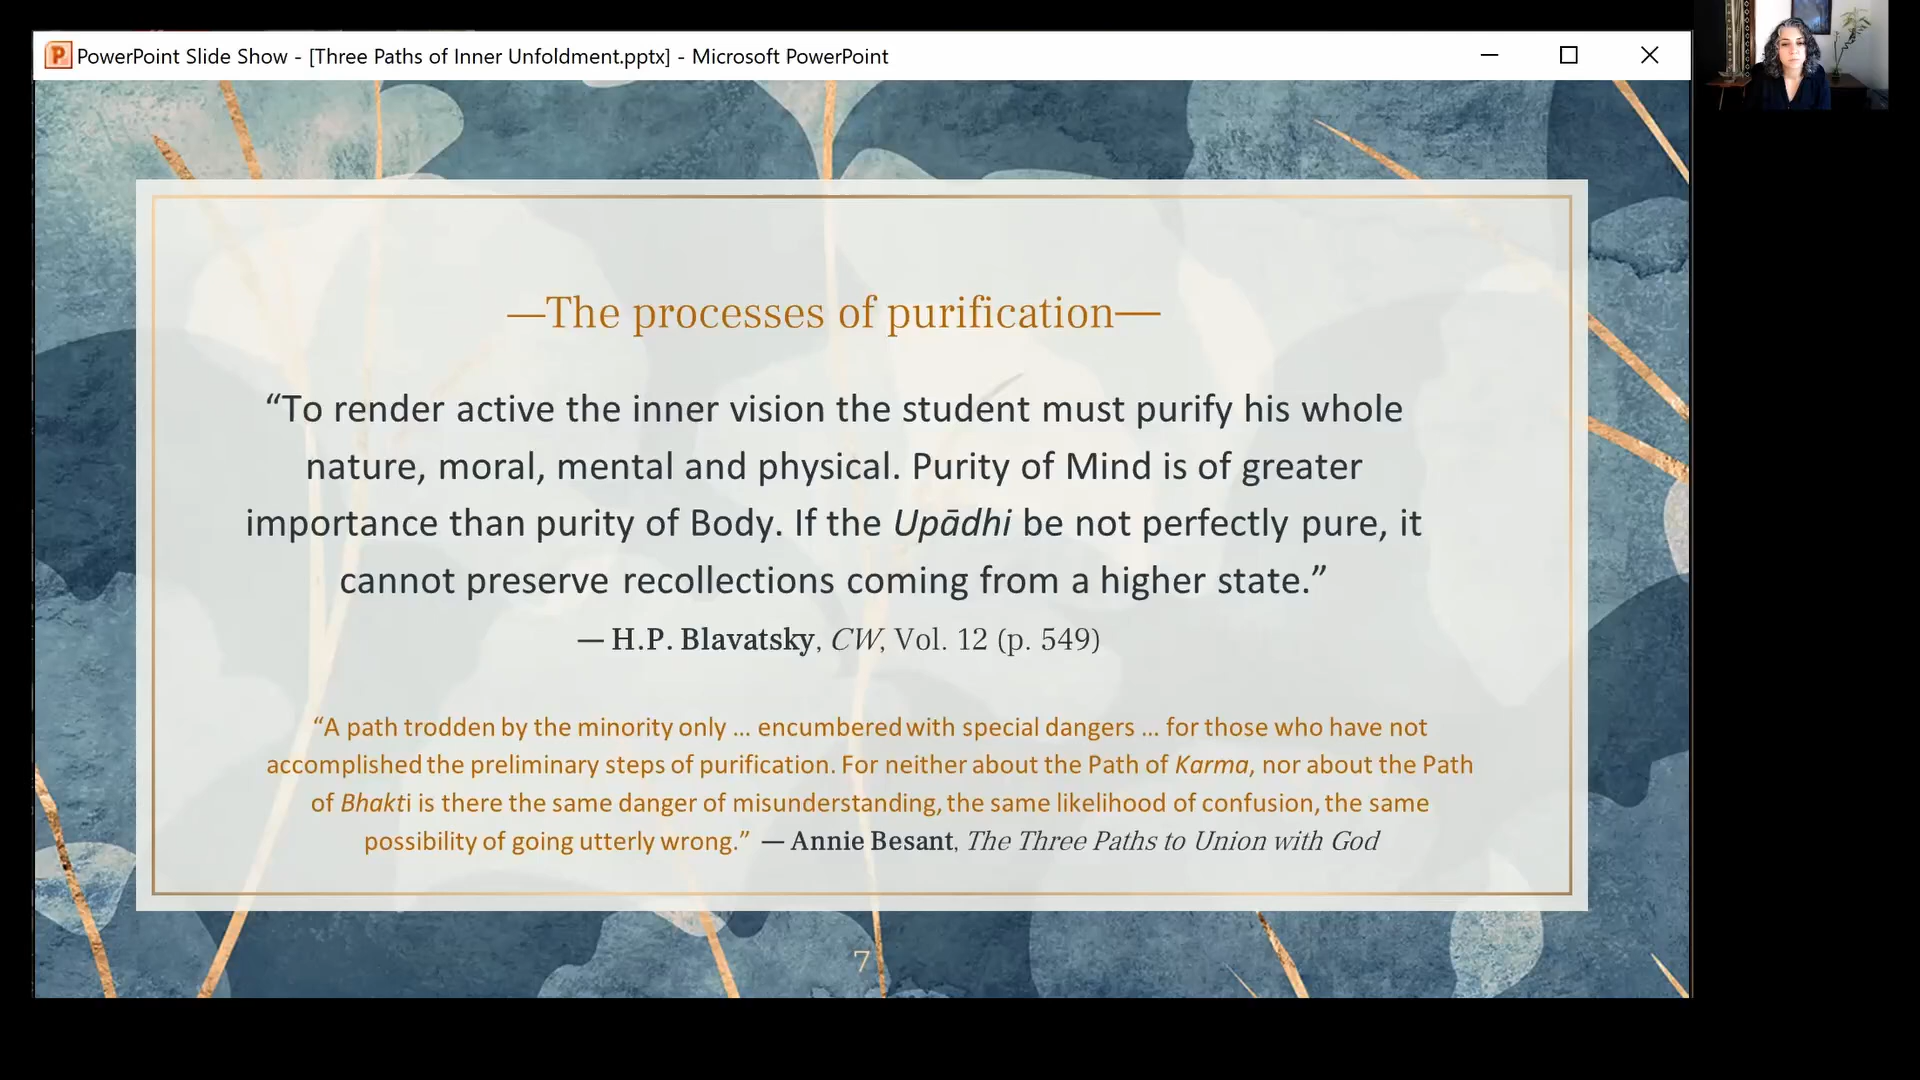 PowerPoint Slide Show - [Three Paths of Inner Unfoldment.pptx] - Microsoft PowerPoint
—The processes of purification—
“To render active the inner vision the student must purify his whole
nature, moral, mental and physical. Purity of Mind is of greater
importance than purity of Body. If the Upādhi be not perfectly pure, it
cannot preserve recollections coming from a higher state.”
— H.P. Blavatsky, CW, Vol. 12 (p. 549)
“A path trodden by the minority only ... encumbered with special dangers ... for those who have not
accomplished the preliminary steps of purification. For neither about the Path of Karma, nor about the Path
of Bhakti is there the same danger of misunderstanding, the same likelihood of confusion, the same
possibility of going utterly wrong.” — Annie Besant, The Three Paths to Union with God
7